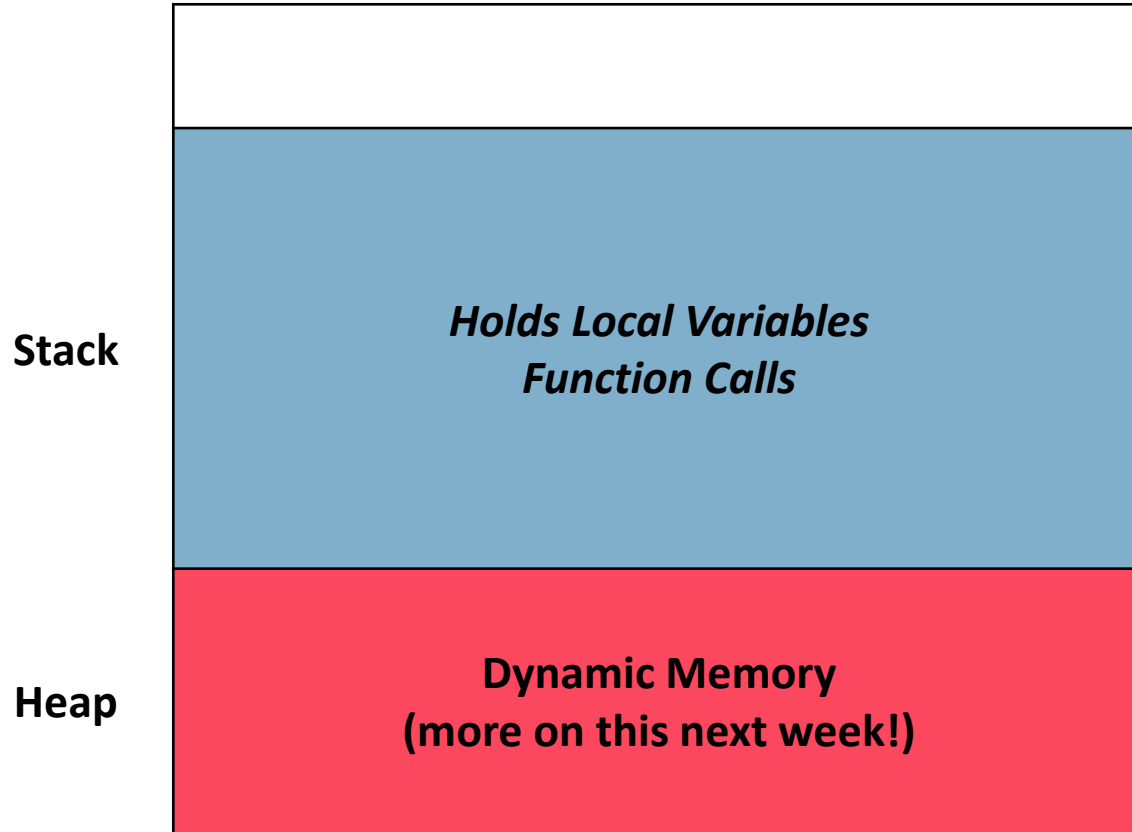 Stack
Holds Local Variables
Function Calls
Heap
Dynamic Memory
(more on this next week!)